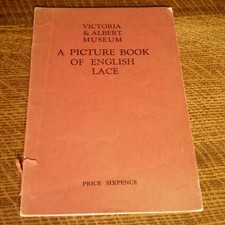 VICTORIA
& ALBERT
MUSEUM
A PICTURE BOOK
OF ENGLISH
LACE
PRICE SIXPENCE